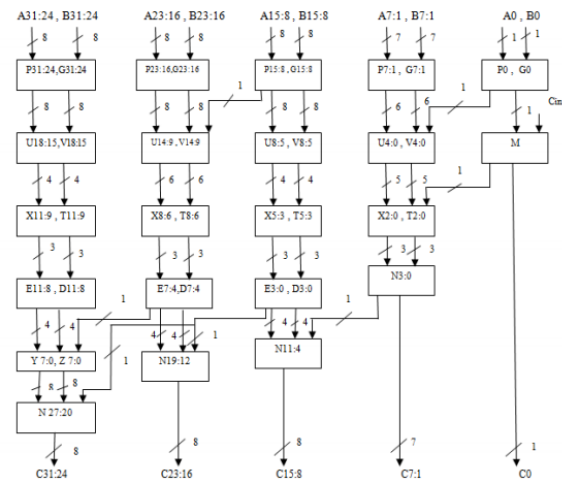 A31:24 , B31:24 A23:16 , B23:16 A15:8 , B15:8 A7:1 , B7:1 A0 , B0
8 8 8 8 8 8 7 7 1 1
P31:24,G31:24 P23:16,G23:16 P15:8 , G15:8 P7:1 , G7:1 P0 , G0
8 8 8 8 1 8 8 6 6 1 1 Cin
U18:15,V18:15 U14:9 ,V14:9 U8:5 , V8:5 U4:0 , V4:0 M
4 4 6 6 4 4 5 5 1
X11:9 , T11:9 X8:6 , T8:6 X5:3 , T5:3 X2:0 , T2:0
3 3 3 3 3 3 3 3
N3:0
E11:8 , D11:8 E7:4,D7:4 E3:0 , D3:0
4 4 1 4 4 1 4 4 1
Y 7:0, Z 7:0 N19:12 N11:4
8 8 1
N 27:20
8 8 8 7 1
C31:24 C23:16 C15:8 C7:1 C0